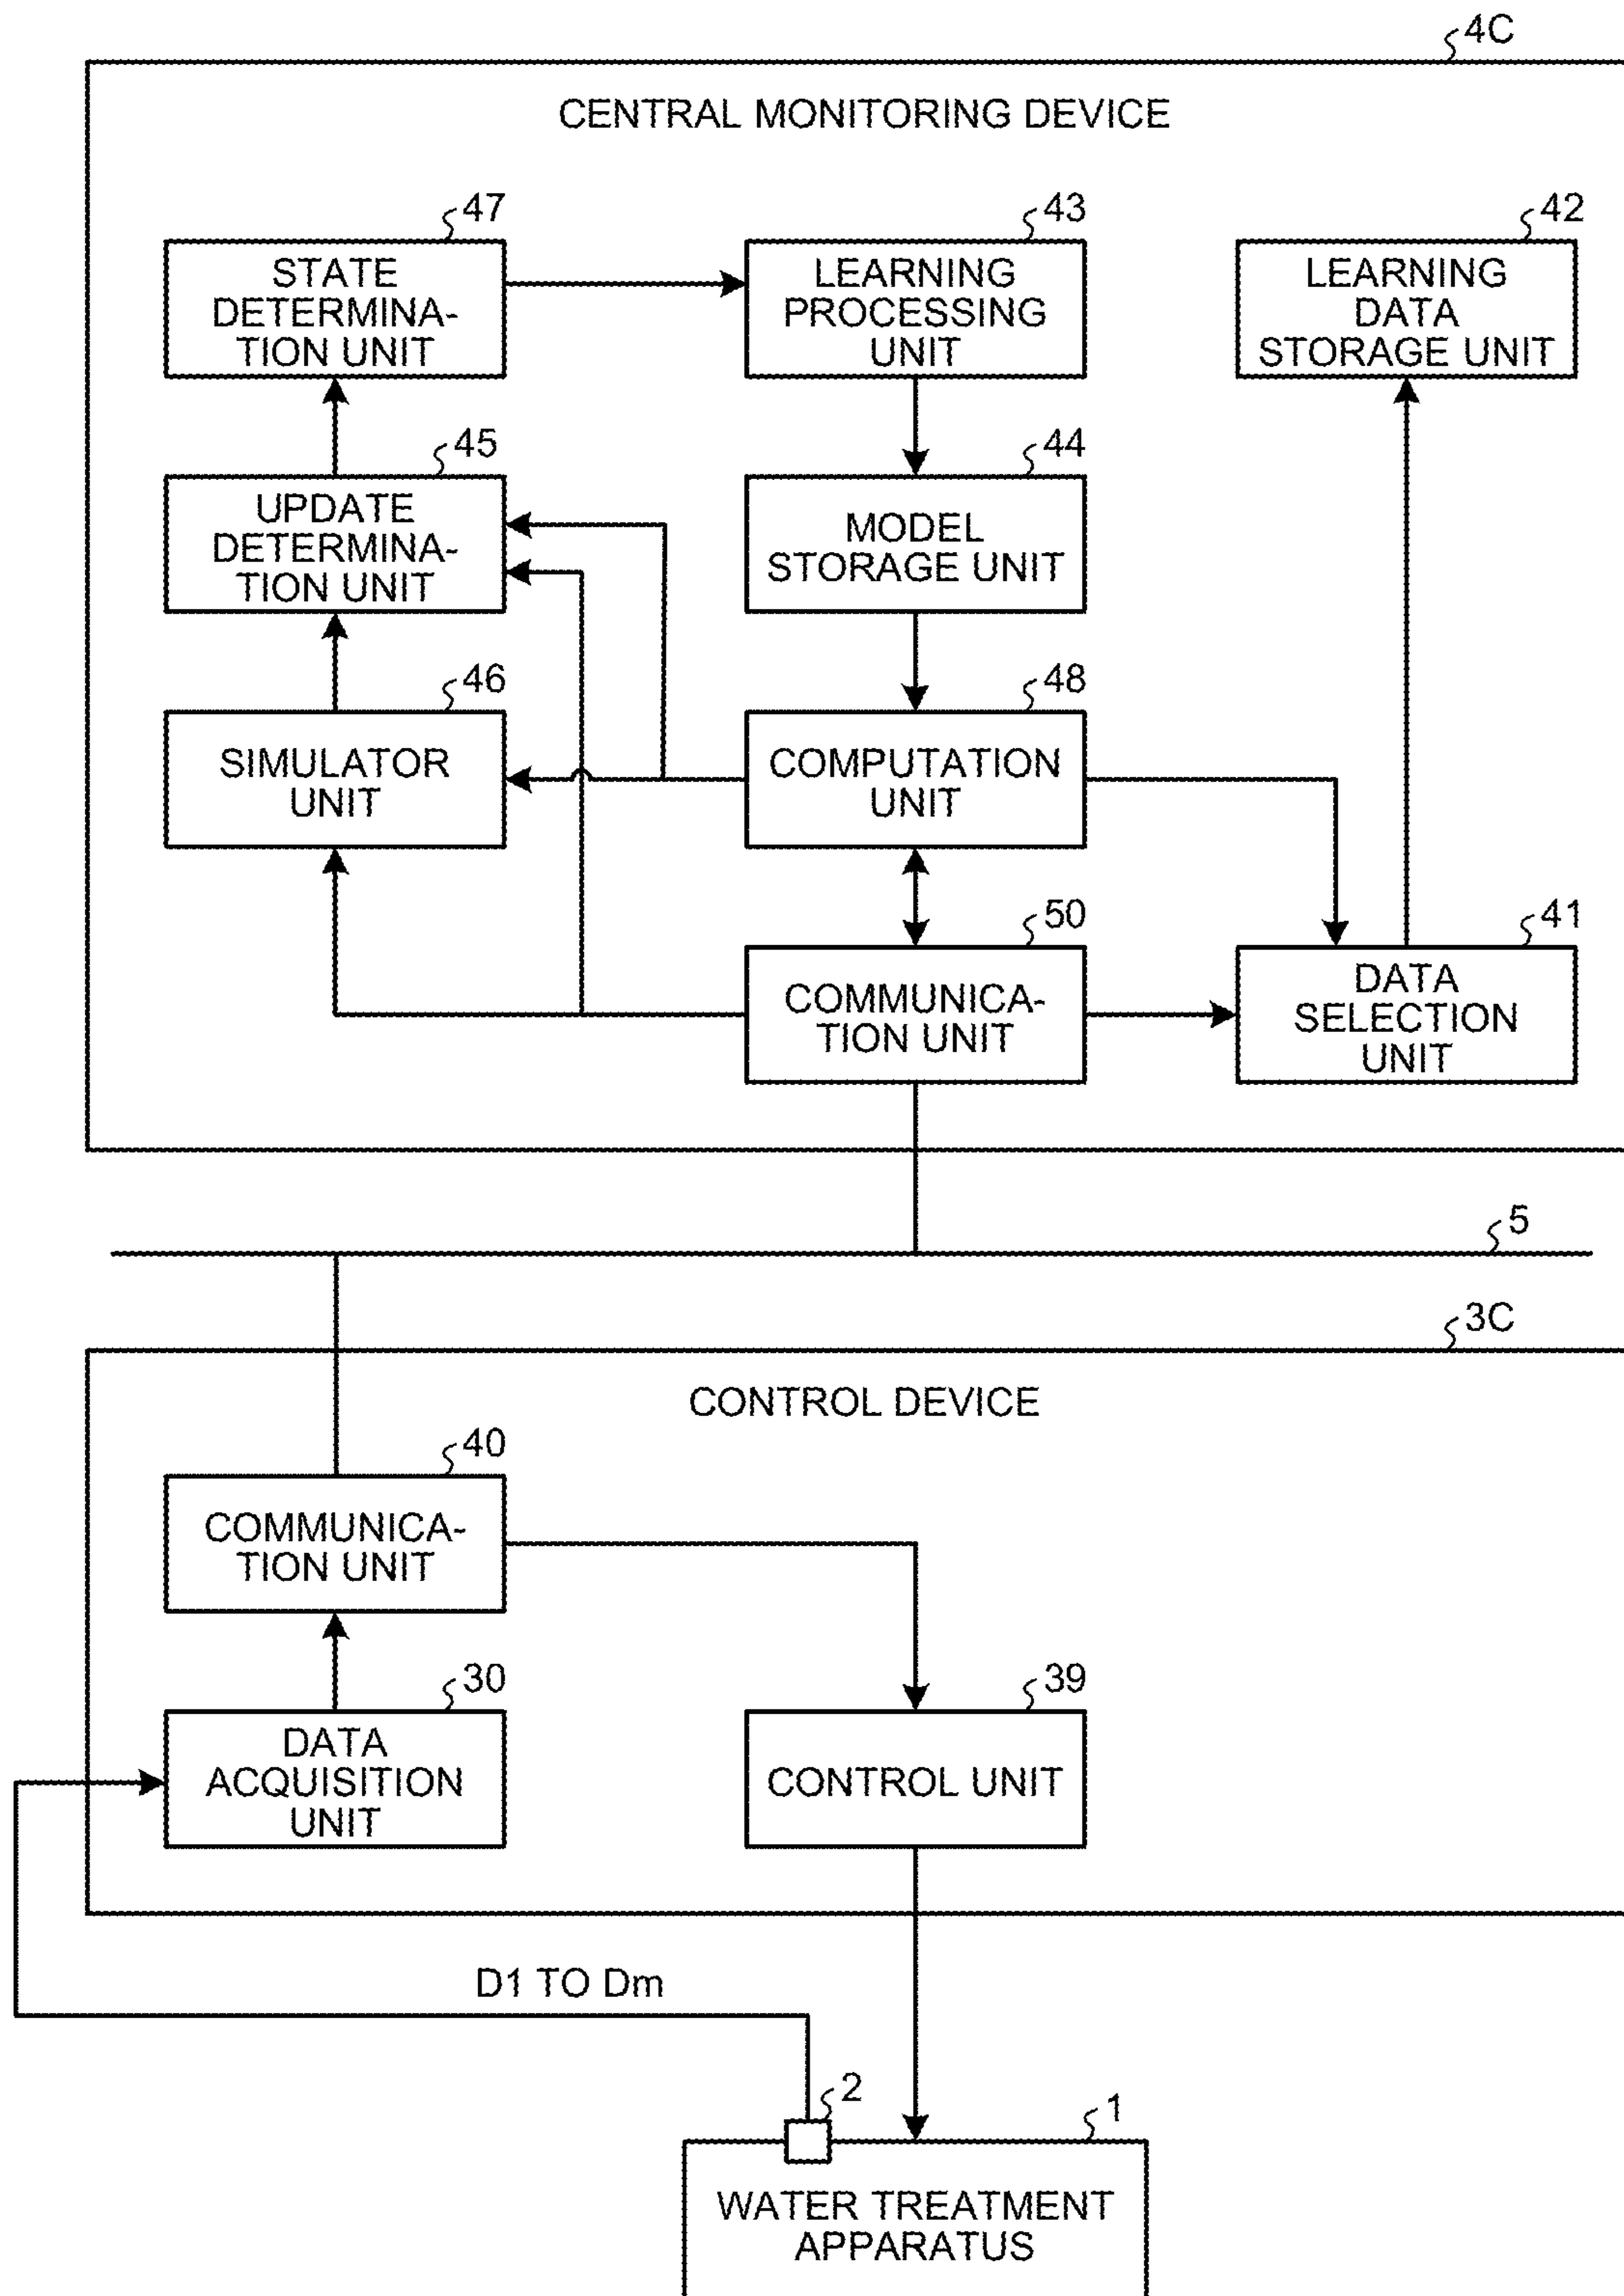 4C
CENTRAL MONITORING DEVICE
47
43
42
STATE
DETERMINA-
TION UNIT
LEARNING
PROCESSING
UNIT
LEARNING
DATA
STORAGE UNIT
45
44
UPDATE
DETERMINA-
TION UNIT
MODEL
STORAGE UNIT
46
48
SIMULATOR
UNIT
COMPUTATION
UNIT
50
41
COMMUNICA-
TION UNIT
DATA
SELECTION
UNIT
5
3C
CONTROL DEVICE
40
COMMUNICA-
TION UNIT
30
39
DATA
ACQUISITION
UNIT
CONTROL UNIT
D1 TO Dm
2
1
WATER TREATMENT
APPARATUS